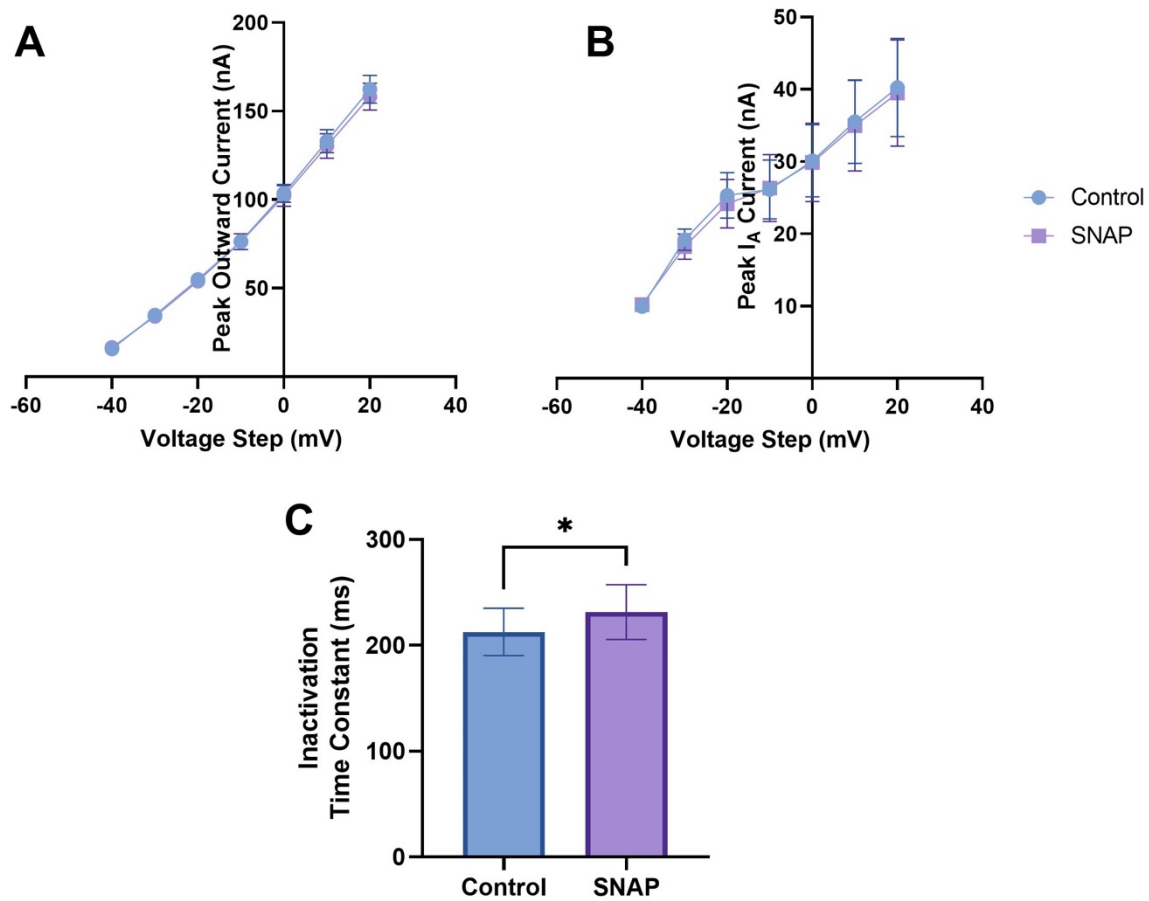 A
Peak Outward Current (nA)
200
150
100
50
-60 -40 -20 0 20 40
Voltage Step (mV)
B
Peak I_A Current (nA)
50
40
30
20
10
-60 -40 -20 0 20 40
Voltage Step (mV)
Control
SNAP
C
Inactivation
Time Constant (ms)
300
200
100
0
*
Control SNAP